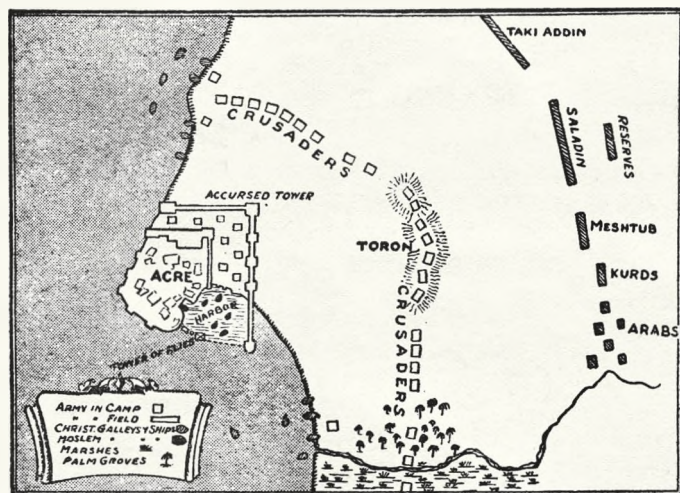 TAKI ADDIN
SALADIN
RESERVES
CRUSADERS
ACCURSED TOWER
MESHTUB
TORON
ACRE
KURDS
HARBOR
CRUSADERS
ARABS
TOWER OF FLIES
ARMY IN CAMP
" " FIELD
CHRIST. GALLEYS & SHIPS
MOSLEM " "
MARSHES
PALM GROVES